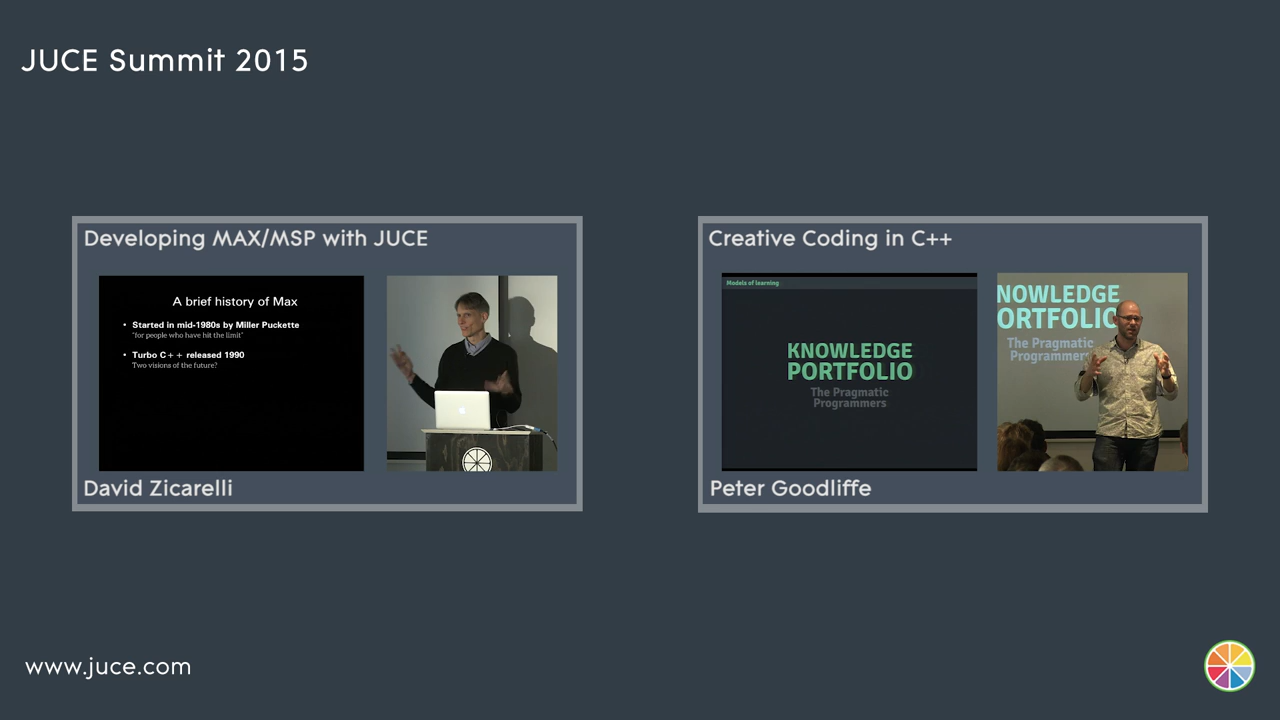 JUCE Summit 2015
Developing MAX/MSP with JUCE
A brief history of Max
• Started in mid-1980s by Miller Puckette
"for people who have hit the limit"
• Turbo C++ released 1990
Two visions of the future?
David Zicarelli
Creative Coding in C++
Models of learning
KNOWLEDGE
PORTFOLIO
The Pragmatic
Programmers
NOWLEDGE
ORTFOLIO
The Pragmatic
Programmers
Peter Goodliffe
www.juce.com